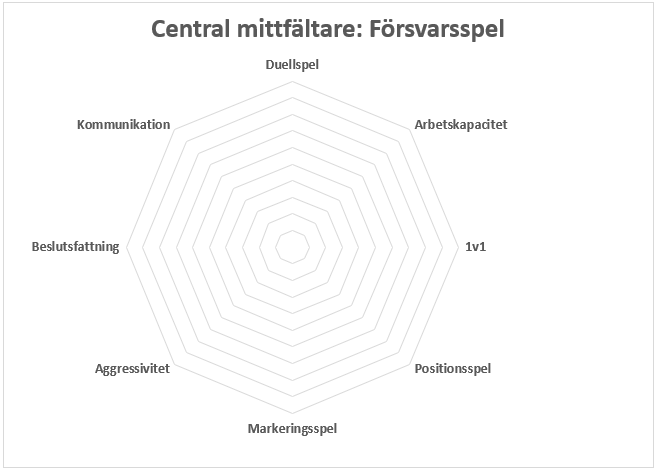 Central mittfältare: Försvarsspel
Duellspel
Kommunikation
Arbetskapacitet
Beslutsfattning
1v1
Aggressivitet
Positionsspel
Markeringsspel